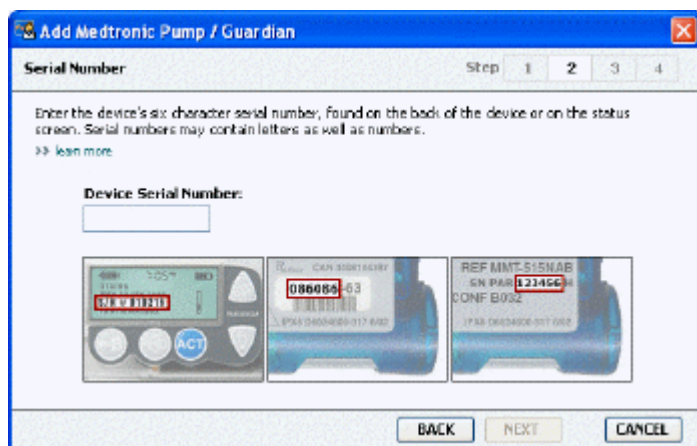 Add Medtronic Pump / Guardian
Serial Number
Step 1 2 3 4
Enter the device's six character serial number, found on the back of the device or on the status
screen. Serial numbers may contain letters as well as numbers.
>> learn more
Device Serial Number:
ACT
086086-63
REF MMT-515NAB
SN PAR 123456
CONF B032
BACK NEXT CANCEL